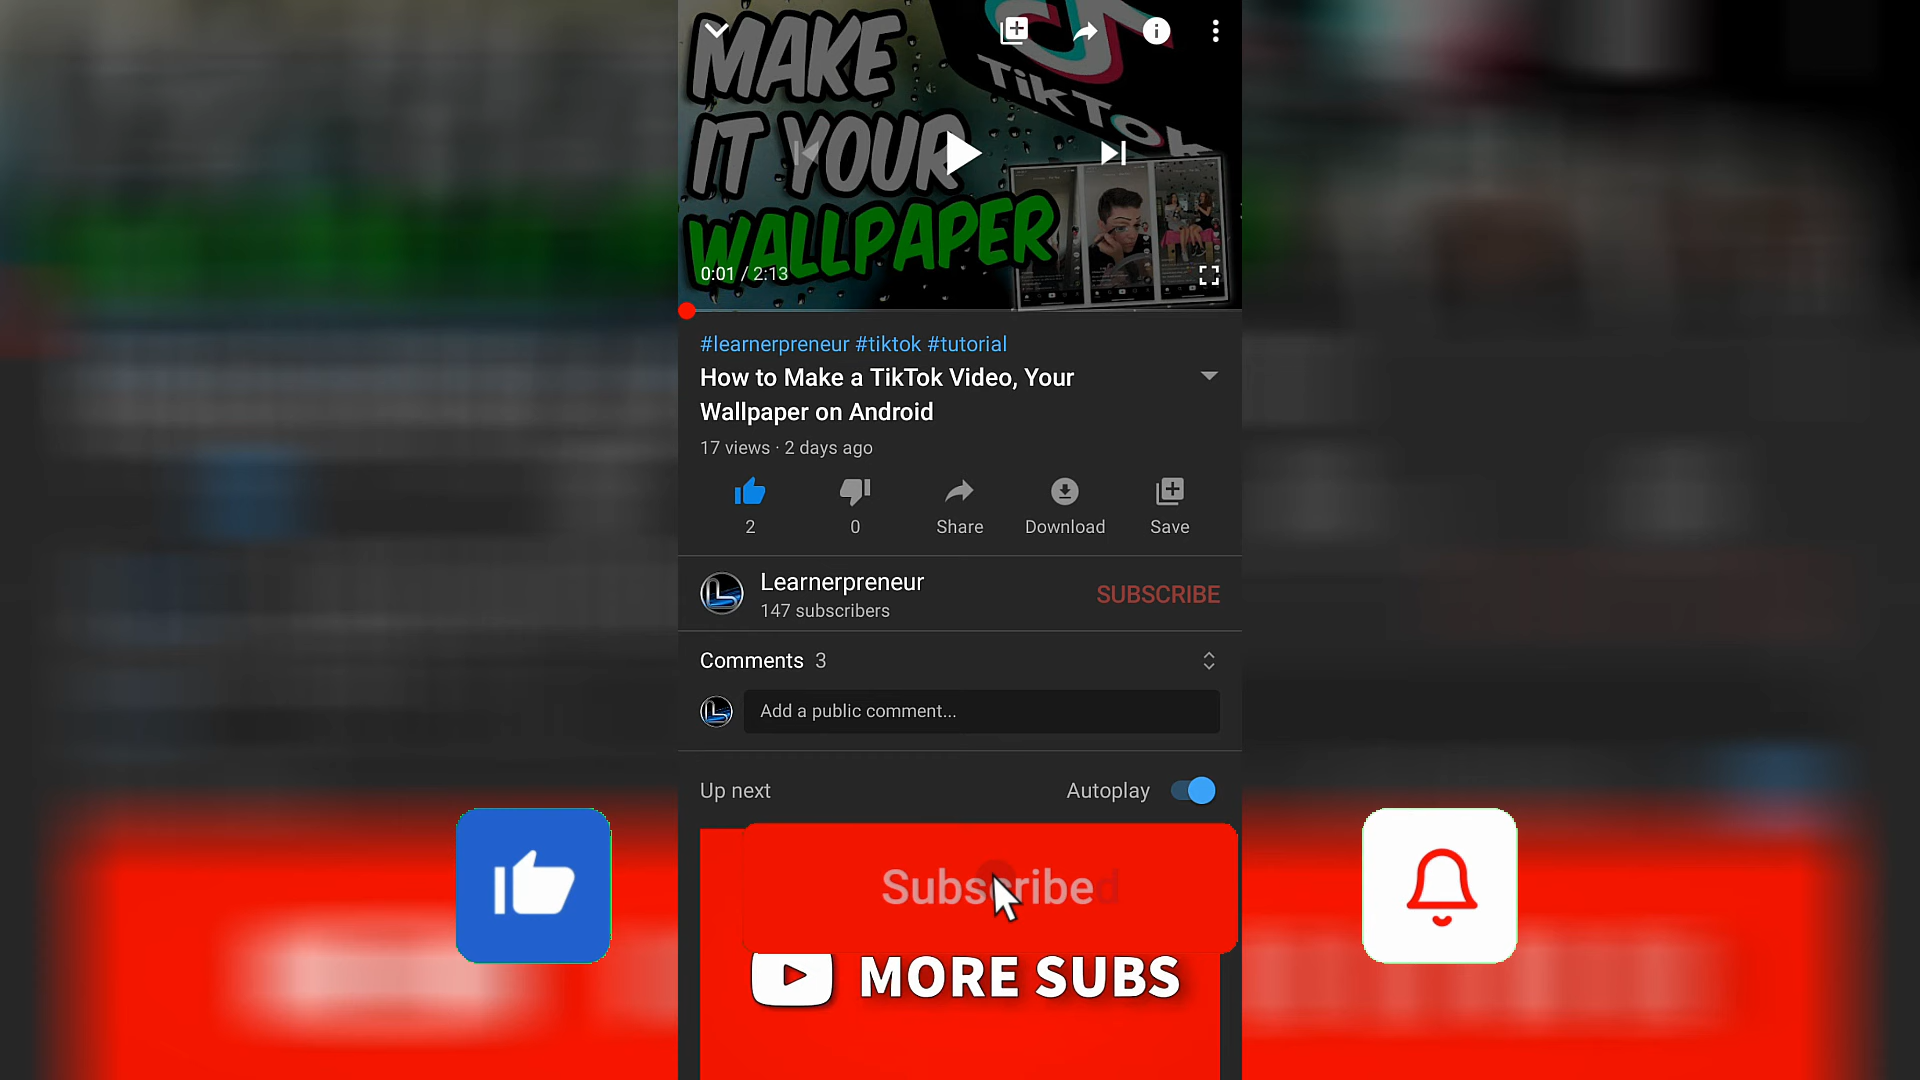 MAKE
IT YOUR
WALLPAPER
TikTok
0:01 / 2:13
#learnerpreneur #tiktok #tutorial
How to Make a TikTok Video, Your
Wallpaper on Android
17 views · 2 days ago
2
0
Share
Download
Save
Learnerpreneur
147 subscribers
SUBSCRIBE
Comments 3
Add a public comment...
Up next
Autoplay
Subscribed
MORE SUBS